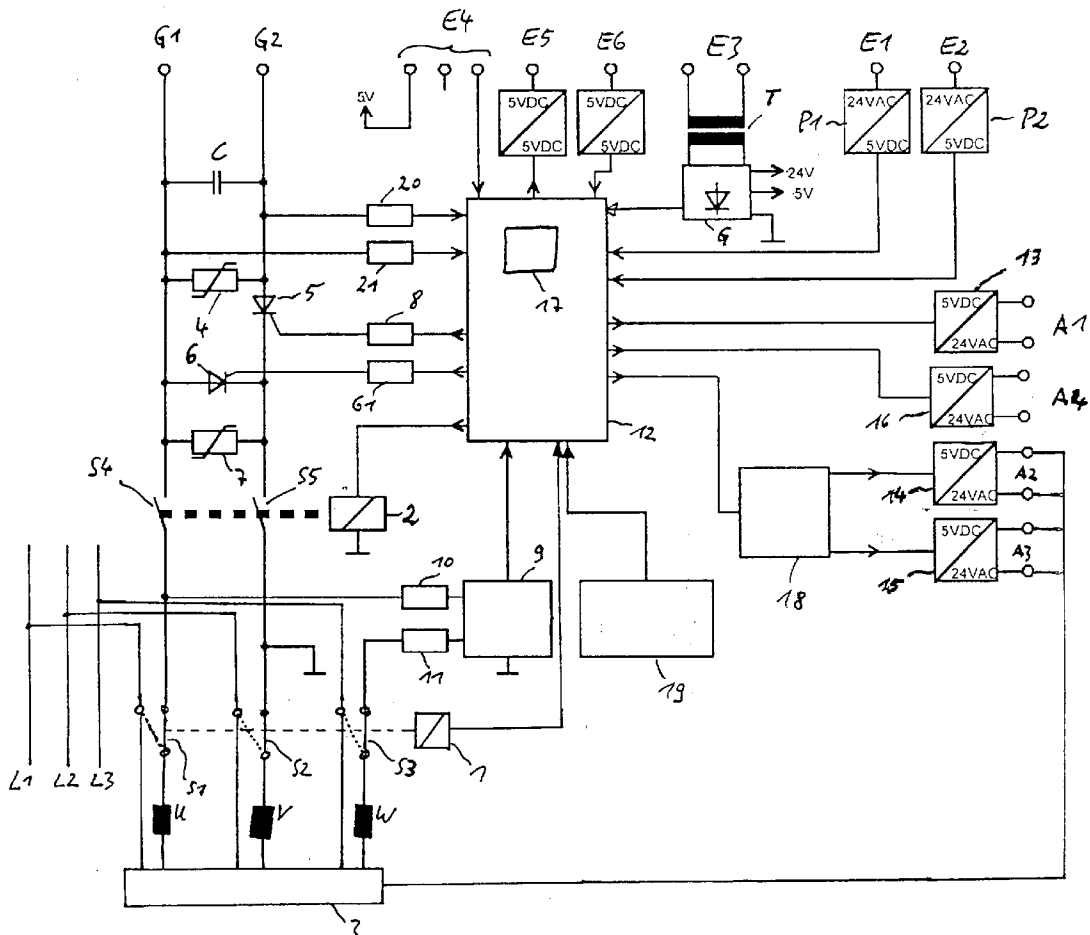 G1 G2 E4 E5 E6 E3 E1 E2
5V 5VDC 5VDC T P1 24VAC 24VAC P2
5VDC 5VDC 5VDC 5VDC
C 20 24V
5V
G
21 17 13
4 5 8 5VDC
24VAC A1
6 61 5VDC
12 16 24VAC
7 5VDC
S4 S5 2 14 24VAC A2
18 5VDC
10 9 15 24VAC A3
11 19
L1 L2 L3 S1 S2 S3 1
U V W